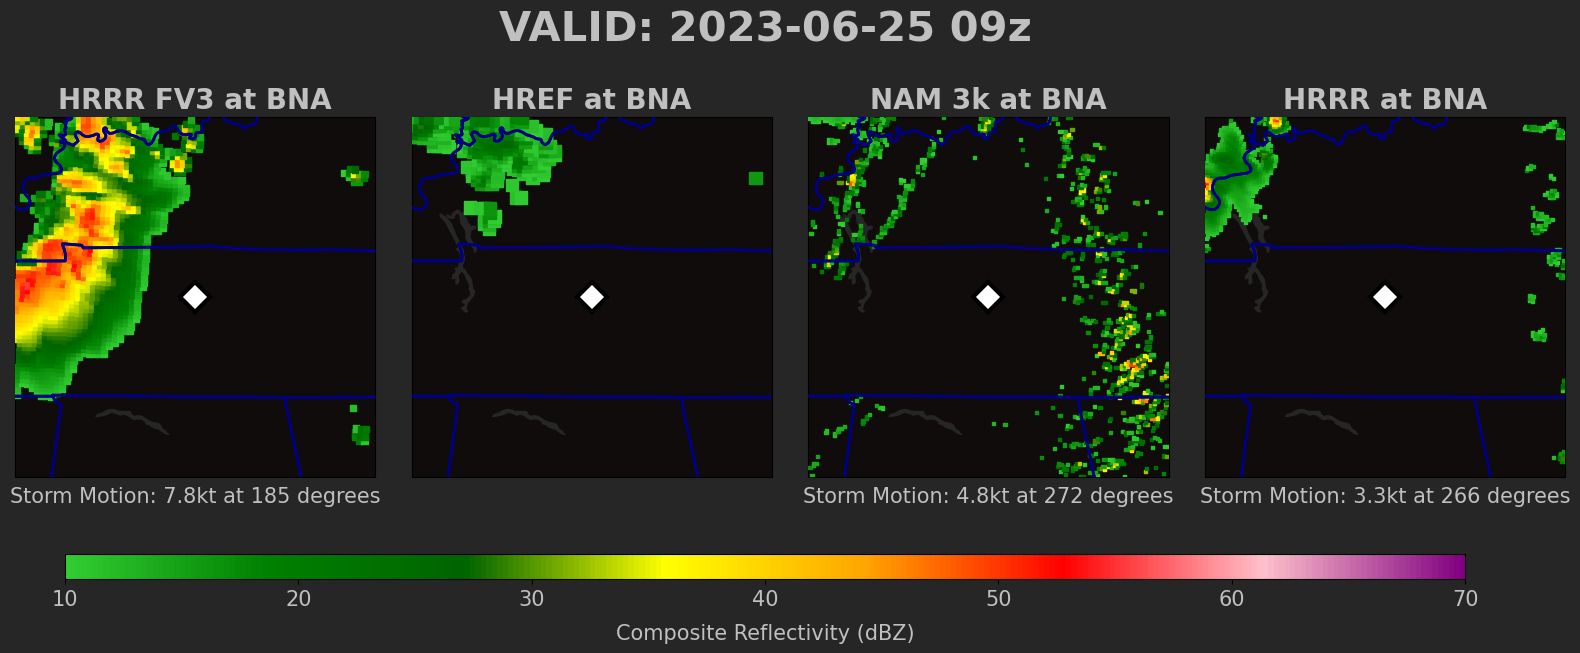 VALID: 2023-06-25 09z
HRRR FV3 at BNA
HREF at BNA
NAM 3k at BNA
HRRR at BNA
Storm Motion: 7.8kt at 185 degrees
Storm Motion: 4.8kt at 272 degrees
Storm Motion: 3.3kt at 266 degrees
10 20 30 40 50 60 70
Composite Reflectivity (dBZ)